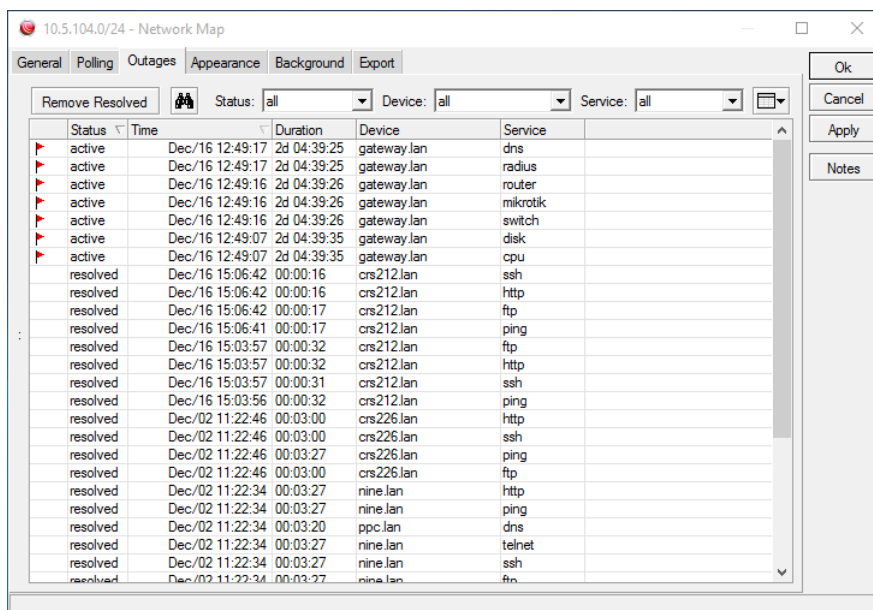 10.5.104.0/24 - Network Map
General Polling Outages Appearance Background Export
Ok
Cancel
Apply
Notes
Remove Resolved Status: all Device: all Service: all
Status Time Duration Device Service
active Dec/16 12:49:17 2d 04:39:25 gateway.lan dns
active Dec/16 12:49:17 2d 04:39:25 gateway.lan radius
active Dec/16 12:49:16 2d 04:39:26 gateway.lan router
active Dec/16 12:49:16 2d 04:39:26 gateway.lan mikrotik
active Dec/16 12:49:16 2d 04:39:26 gateway.lan switch
active Dec/16 12:49:07 2d 04:39:35 gateway.lan disk
active Dec/16 12:49:07 2d 04:39:35 gateway.lan cpu
resolved Dec/16 15:06:42 00:00:16 crs212.lan ssh
resolved Dec/16 15:06:42 00:00:16 crs212.lan http
resolved Dec/16 15:06:42 00:00:17 crs212.lan ftp
resolved Dec/16 15:06:41 00:00:17 crs212.lan ping
resolved Dec/16 15:03:57 00:00:32 crs212.lan ftp
resolved Dec/16 15:03:57 00:00:32 crs212.lan http
resolved Dec/16 15:03:57 00:00:31 crs212.lan ssh
resolved Dec/16 15:03:56 00:00:32 crs212.lan ping
resolved Dec/02 11:22:46 00:03:00 crs226.lan http
resolved Dec/02 11:22:46 00:03:00 crs226.lan ssh
resolved Dec/02 11:22:46 00:03:27 crs226.lan ping
resolved Dec/02 11:22:46 00:03:00 crs226.lan ftp
resolved Dec/02 11:22:34 00:03:27 nine.lan http
resolved Dec/02 11:22:34 00:03:27 nine.lan ping
resolved Dec/02 11:22:34 00:03:20 ppc.lan dns
resolved Dec/02 11:22:34 00:03:27 nine.lan telnet
resolved Dec/02 11:22:34 00:03:27 nine.lan ssh
resolved Dec/02 11:22:34 00:03:27 nine.lan ftp